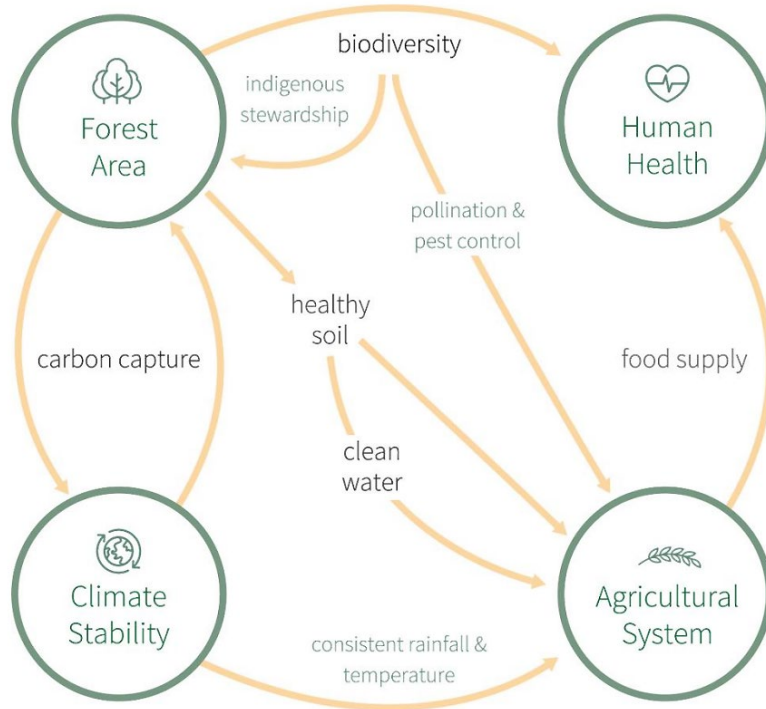 biodiversity
indigenous
stewardship
Forest
Area
Human
Health
pollination &
pest control
healthy
soil
carbon capture
food supply
clean
water
Climate
Stability
Agricultural
System
consistent rainfall &
temperature